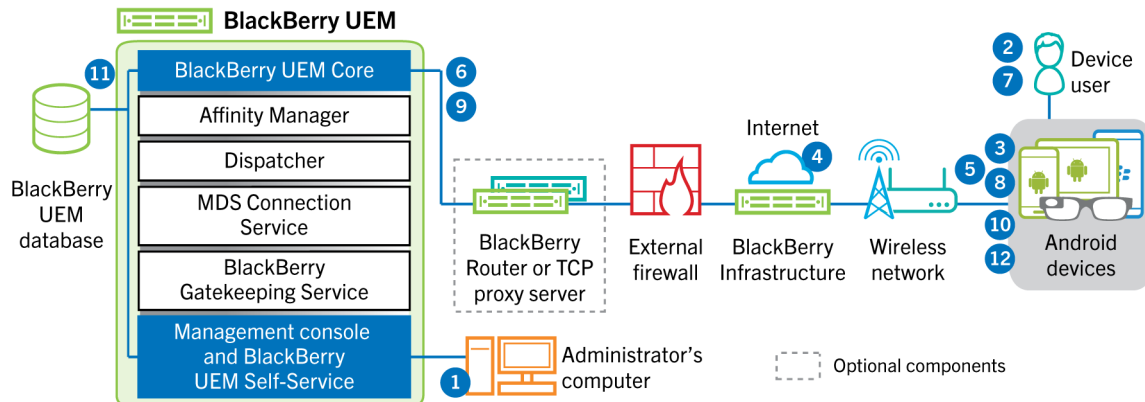 BlackBerry UEM
11
BlackBerry UEM Core
6
9
Affinity Manager
Dispatcher
MDS Connection
Service
BlackBerry
Gatekeeping Service
Management console
and BlackBerry
UEM Self-Service
BlackBerry
UEM
database
1
Administrator's
computer
BlackBerry
Router or TCP
proxy server
External
firewall
Internet
4
BlackBerry
Infrastructure
Wireless
network
2
7
Device
user
5
3
8
10
12
Android
devices
Optional components